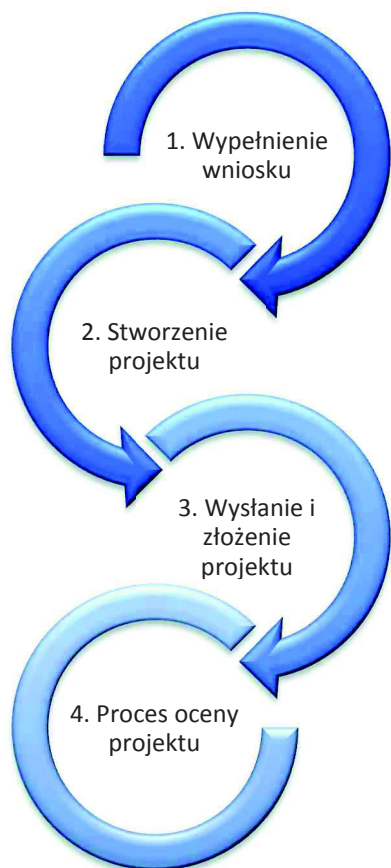 1. Wypełnienie
wniosku
2. Stworzenie
projektu
3. Wysłanie i
złożenie
projektu
4. Proces oceny
projektu